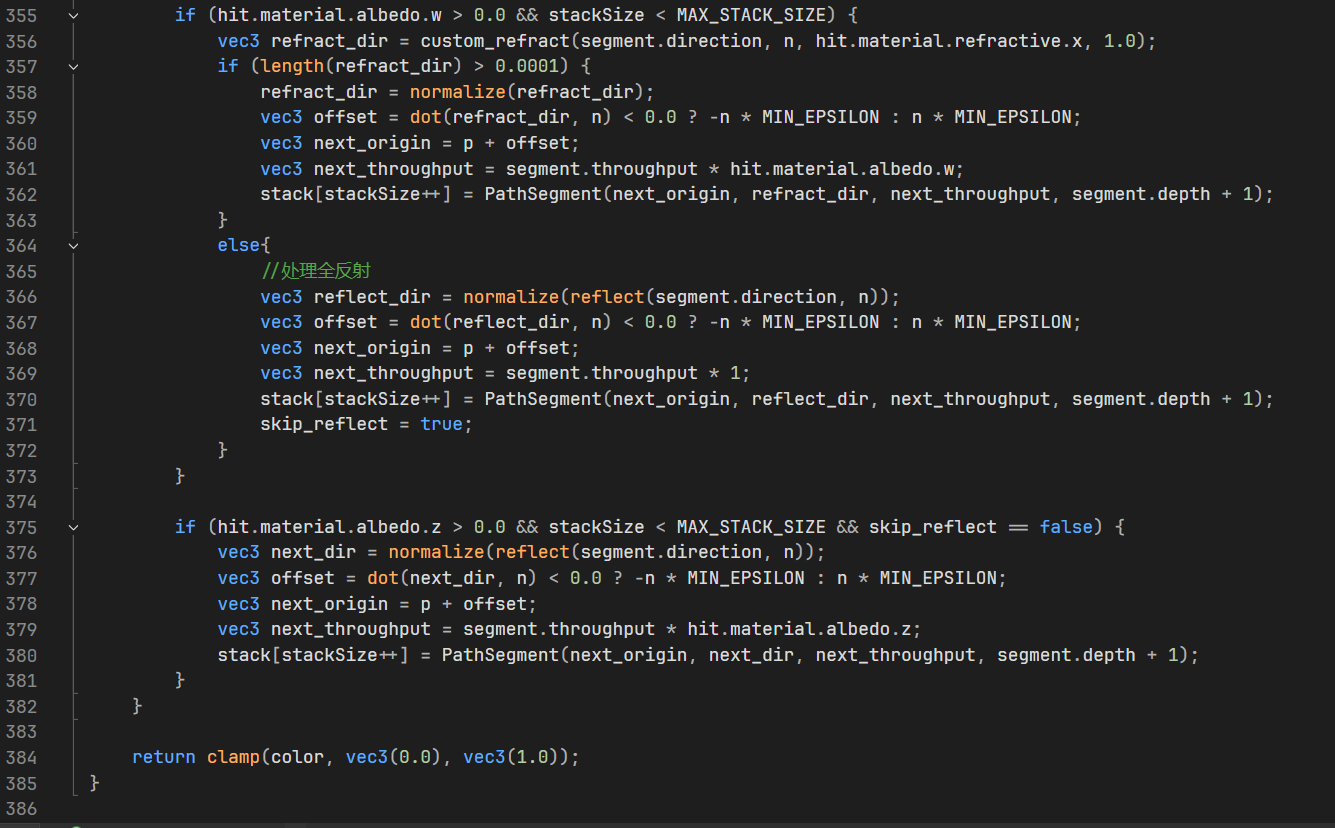 355 if (hit.material.albedo.w > 0.0 && stackSize < MAX_STACK_SIZE) {
356 vec3 refract_dir = custom_refract(segment.direction, n, hit.material.refractive.x, 1.0);
357 if (length(refract_dir) > 0.0001) {
358 refract_dir = normalize(refract_dir);
359 vec3 offset = dot(refract_dir, n) < 0.0 ? -n * MIN_EPSILON : n * MIN_EPSILON;
360 vec3 next_origin = p + offset;
361 vec3 next_throughput = segment.throughput * hit.material.albedo.w;
362 stack[stackSize++] = PathSegment(next_origin, refract_dir, next_throughput, segment.depth + 1);
363 }
364 else{
365 //处理全反射
366 vec3 reflect_dir = normalize(reflect(segment.direction, n));
367 vec3 offset = dot(reflect_dir, n) < 0.0 ? -n * MIN_EPSILON : n * MIN_EPSILON;
368 vec3 next_origin = p + offset;
369 vec3 next_throughput = segment.throughput * 1;
370 stack[stackSize++] = PathSegment(next_origin, reflect_dir, next_throughput, segment.depth + 1);
371 skip_reflect = true;
372 }
373 }
374
375 if (hit.material.albedo.z > 0.0 && stackSize < MAX_STACK_SIZE && skip_reflect == false) {
376 vec3 next_dir = normalize(reflect(segment.direction, n));
377 vec3 offset = dot(next_dir, n) < 0.0 ? -n * MIN_EPSILON : n * MIN_EPSILON;
378 vec3 next_origin = p + offset;
379 vec3 next_throughput = segment.throughput * hit.material.albedo.z;
380 stack[stackSize++] = PathSegment(next_origin, next_dir, next_throughput, segment.depth + 1);
381 }
382 }
383
384 return clamp(color, vec3(0.0), vec3(1.0));
385 }
386